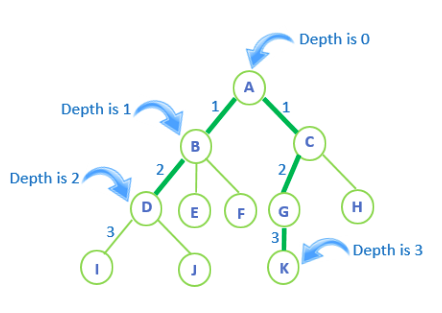 Depth is 0
A
1 1
Depth is 1
B
C
2 2
Depth is 2
D
E
F
G
H
3 3
Depth is 3
I
J
K